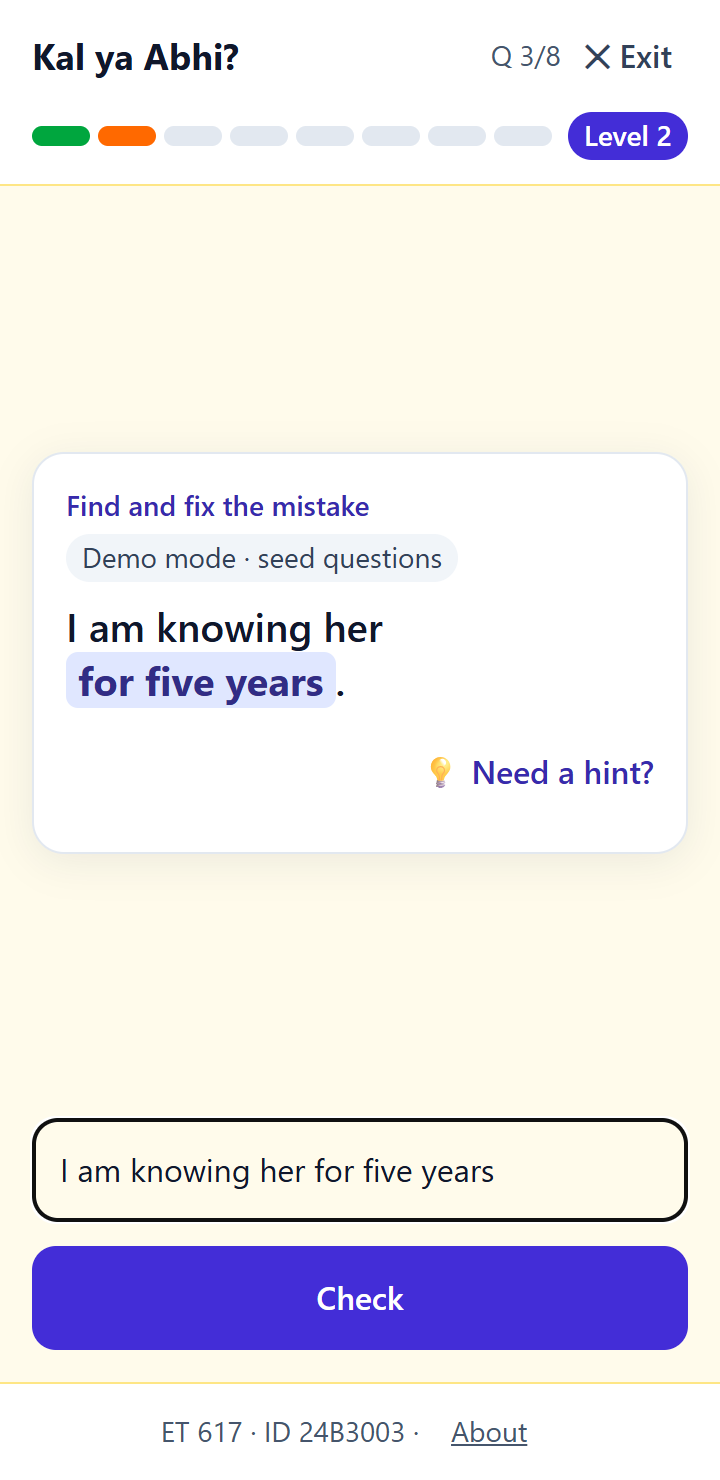 Kal ya Abhi?
Q 3/8
Exit
Level 2
Find and fix the mistake
Demo mode · seed questions
I am knowing her
for five years.
Need a hint?
I am knowing her for five years
Check
ET 617 · ID 24B3003 · About